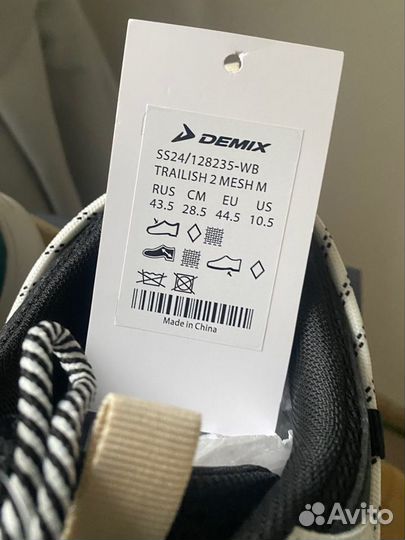 DEMIX
SS24/128235-WB
TRAILISH 2 MESH M
RUS CM EU US
43.5 28.5 44.5 10.5
Made in China
Avito